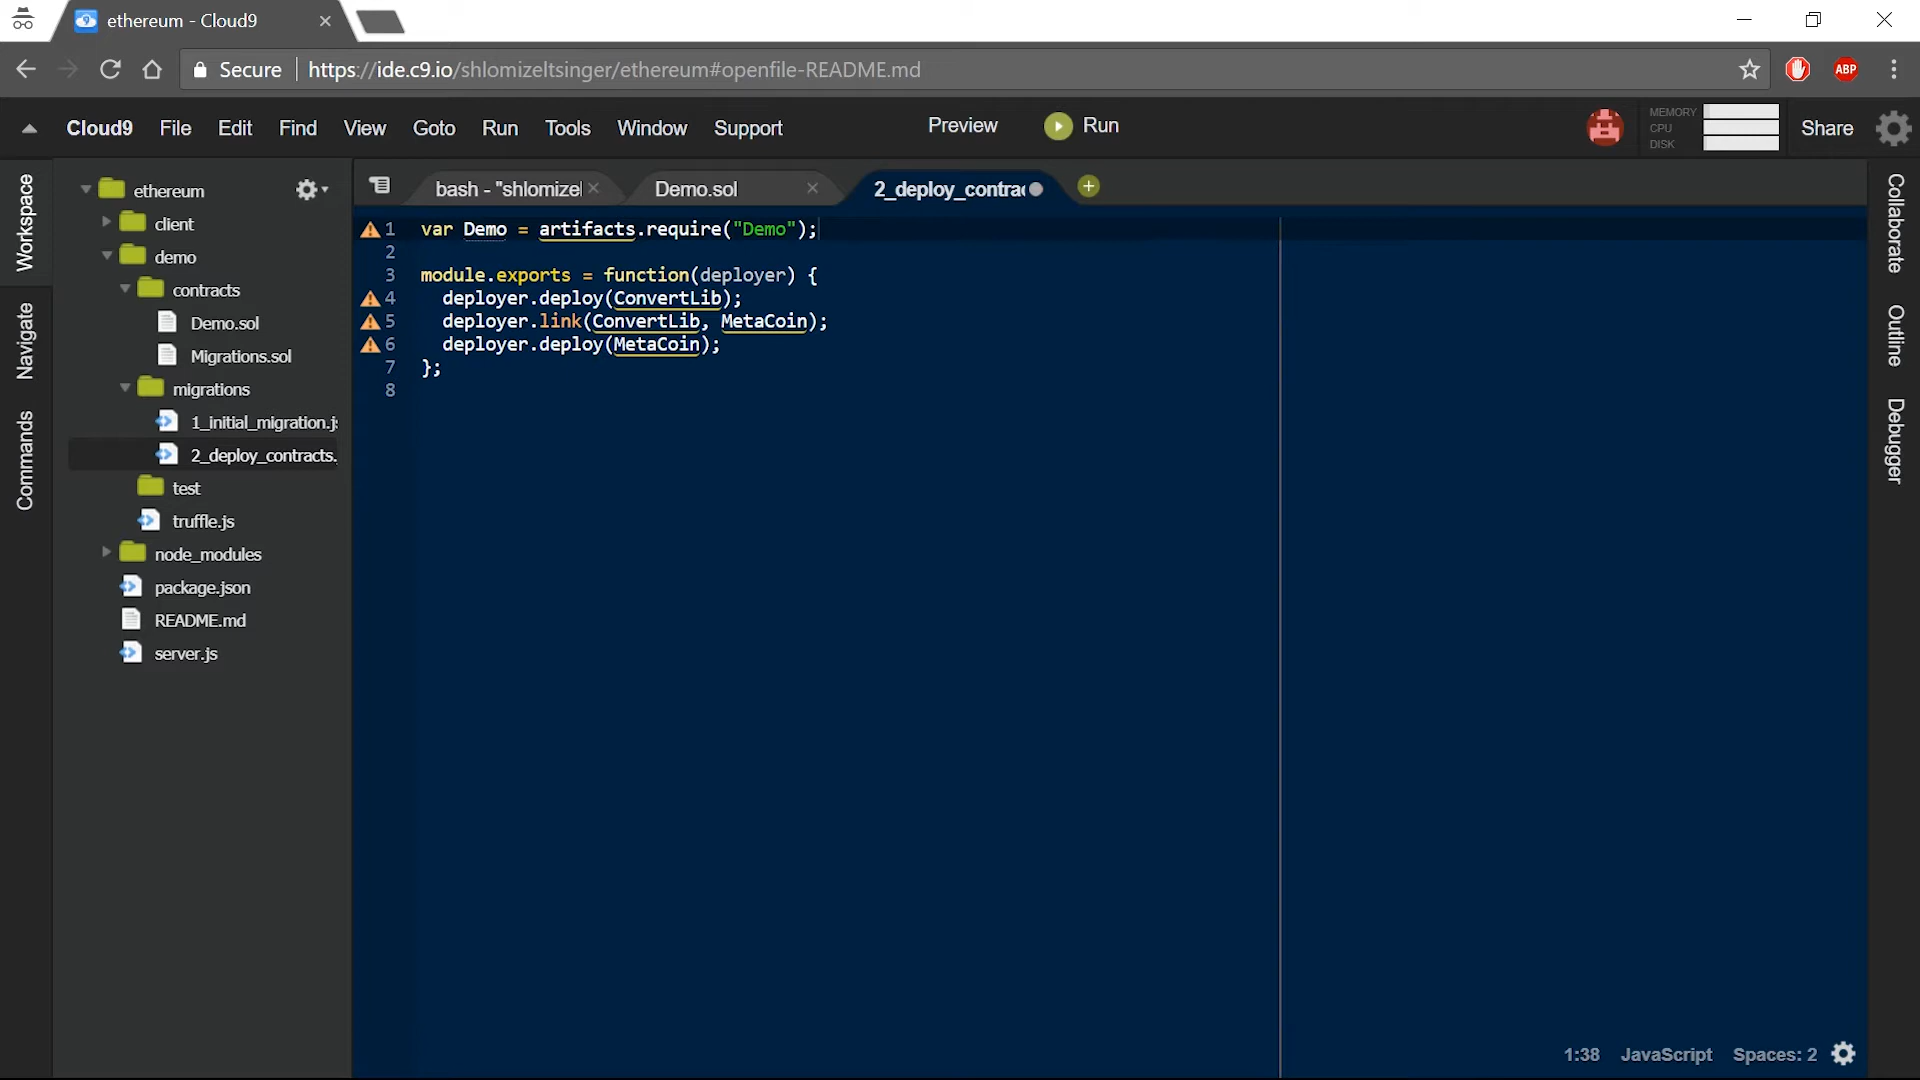 ethereum - Cloud9
Secure https://ide.c9.io/shlomizeltsinger/ethereum#openfile-README.md
ABP
Cloud9 File Edit Find View Goto Run Tools Window Support Preview Run
MEMORY
CPU
DISK
Share
Workspace
Navigate
Commands
ethereum
client
demo
contracts
Demo.sol
Migrations.sol
migrations
1_initial_migration.js
2_deploy_contracts.
test
truffle.js
node_modules
package.json
README.md
server.js
bash - "shlomizel Demo.sol 2_deploy_contrac
1 var Demo = artifacts.require("Demo");
2
3 module.exports = function(deployer) {
4 deployer.deploy(ConvertLib);
5 deployer.link(ConvertLib, MetaCoin);
6 deployer.deploy(MetaCoin);
7 };
8
Collaborate
Outline
Debugger
1:38 JavaScript Spaces: 2